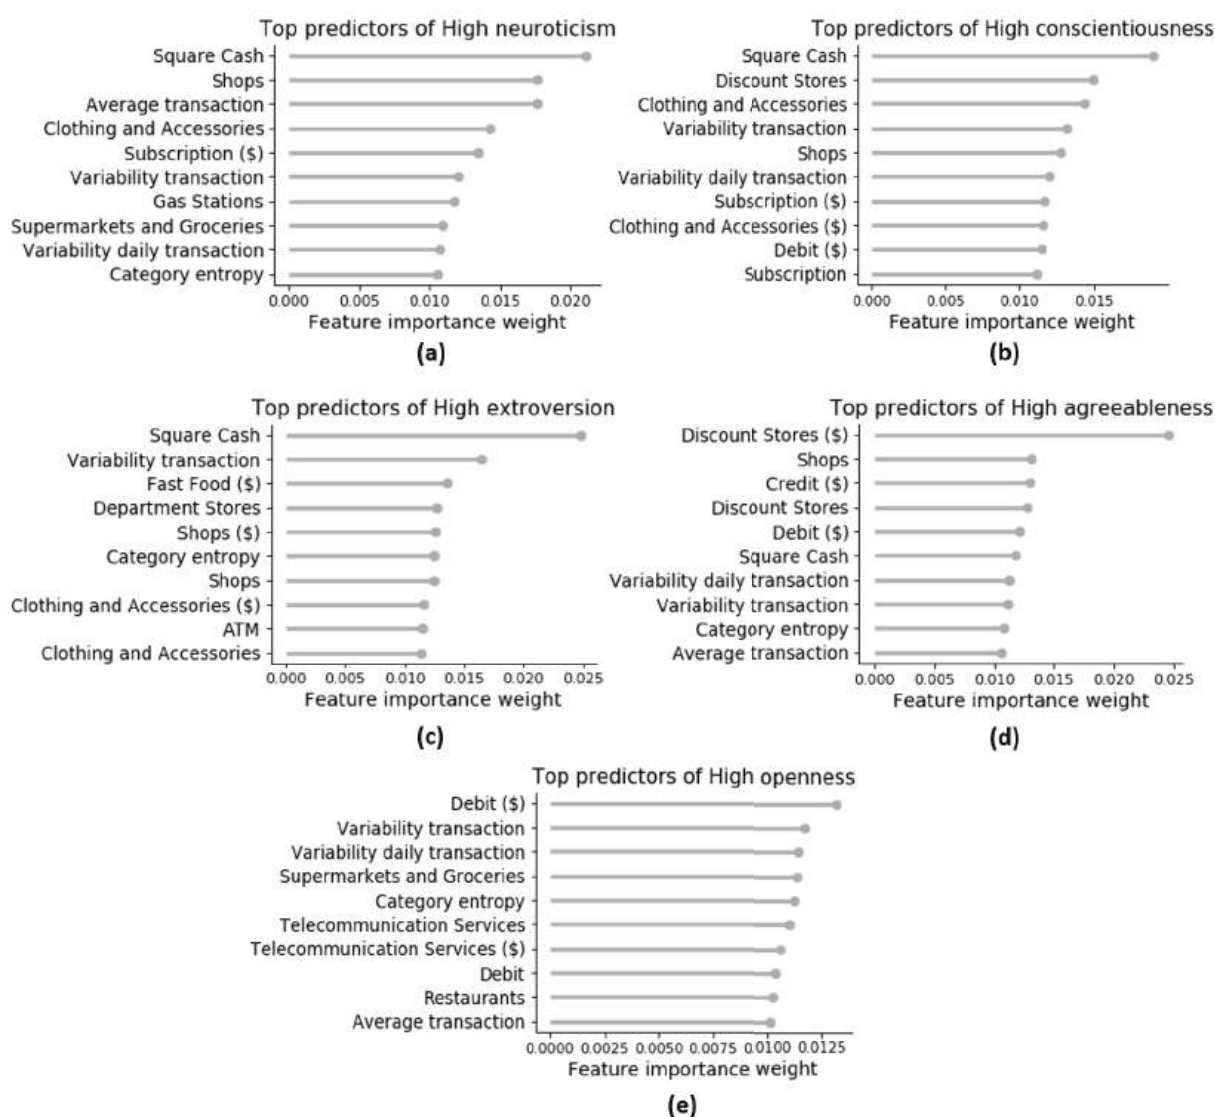 Top predictors of High neuroticism
Square Cash
Shops
Average transaction
Clothing and Accessories
Subscription ($)
Variability transaction
Gas Stations
Supermarkets and Groceries
Variability daily transaction
Category entropy
0.000 0.005 0.010 0.015 0.020
Feature importance weight
(a)
Top predictors of High conscientiousness
Square Cash
Discount Stores
Clothing and Accessories
Variability transaction
Shops
Variability daily transaction
Subscription ($)
Clothing and Accessories ($)
Debit ($)
Subscription
0.000 0.005 0.010 0.015
Feature importance weight
(b)
Top predictors of High extroversion
Square Cash
Variability transaction
Fast Food ($)
Department Stores
Shops ($)
Category entropy
Shops
Clothing and Accessories ($)
ATM
Clothing and Accessories
0.000 0.005 0.010 0.015 0.020 0.025
Feature importance weight
(c)
Top predictors of High agreeableness
Discount Stores ($)
Shops
Credit ($)
Discount Stores
Debit ($)
Square Cash
Variability daily transaction
Variability transaction
Category entropy
Average transaction
0.000 0.005 0.010 0.015 0.020 0.025
Feature importance weight
(d)
Top predictors of High openness
Debit ($)
Variability transaction
Variability daily transaction
Supermarkets and Groceries
Category entropy
Telecommunication Services
Telecommunication Services ($)
Debit
Restaurants
Average transaction
0.0000 0.0025 0.0050 0.0075 0.0100 0.0125
Feature importance weight
(e)